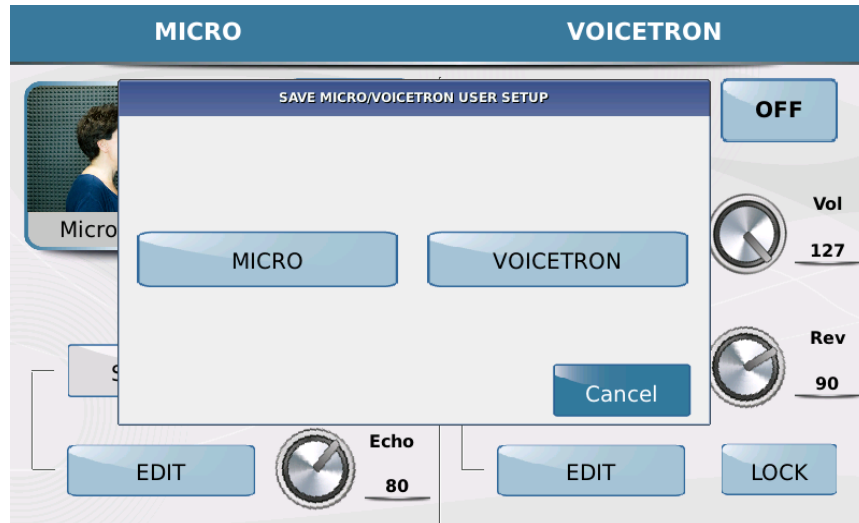 MICRO VOICETRON
SAVE MICRO/VOICETRON USER SETUP
OFF
Micro
Vol
127
MICRO VOICETRON
Rev
90
S
Cancel
Echo
80
EDIT
EDIT
LOCK